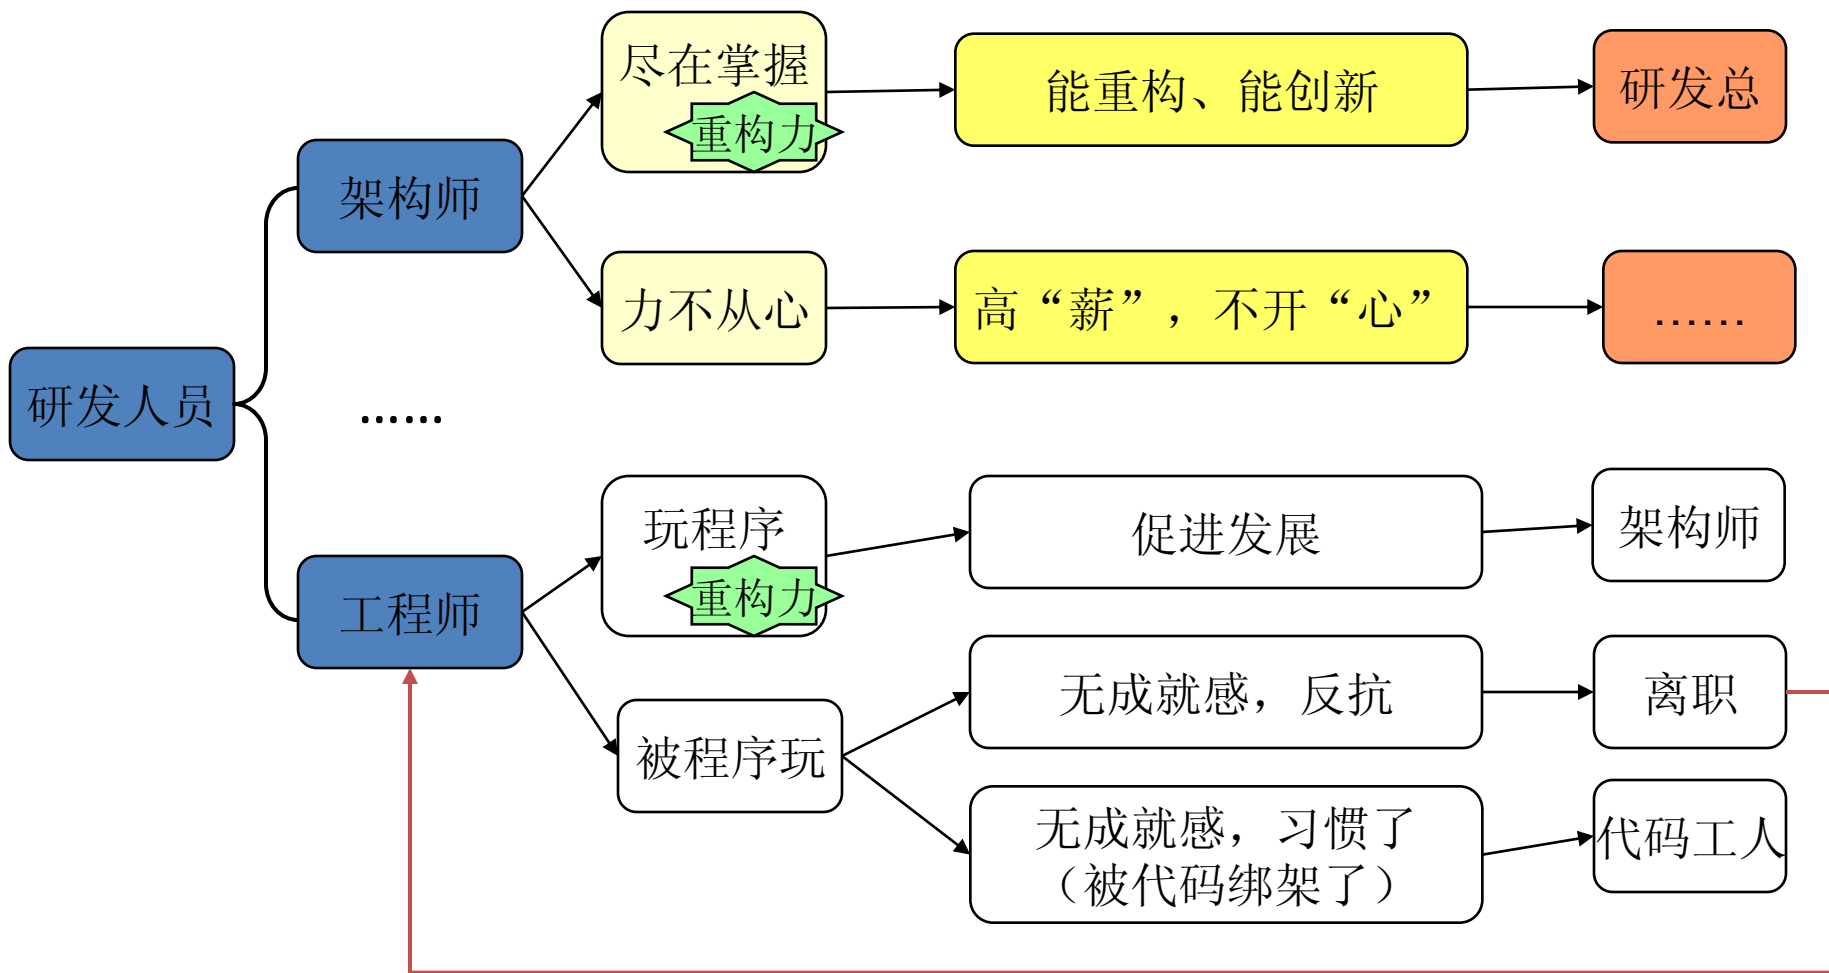 尽在掌握
重构力
能重构、能创新
研发总
架构师
力不从心
高“薪”，不开“心”
……
研发人员
……
玩程序
重构力
促进发展
架构师
工程师
无成就感，反抗
离职
被程序玩
无成就感，习惯了
（被代码绑架了）
代码工人